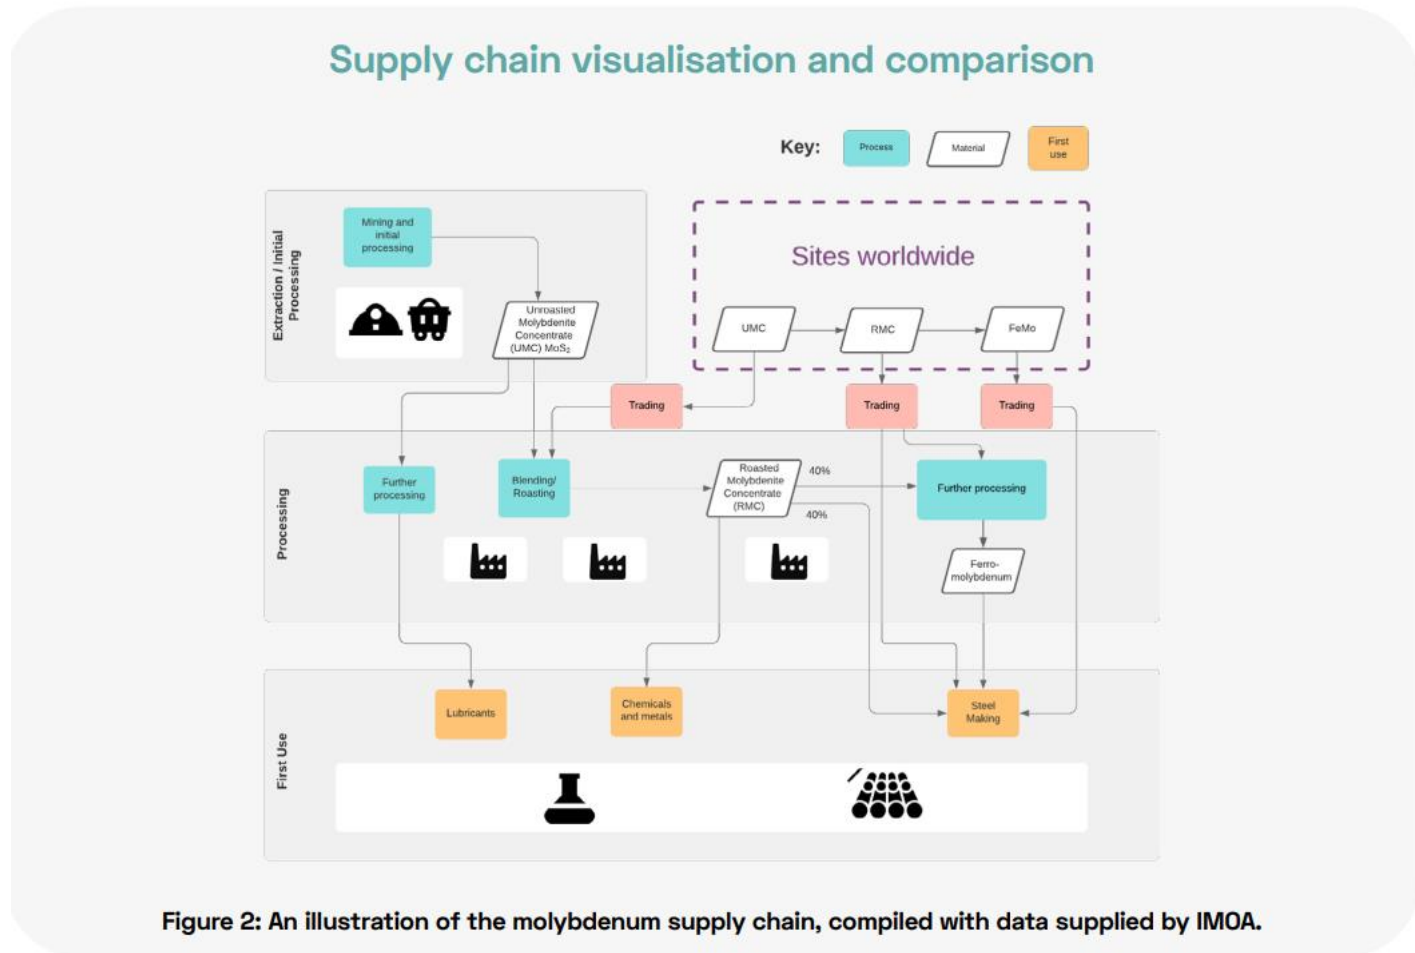 Supply chain visualisation and comparison
Key:
Process
Material
First
use
Extraction / Initial
Processing
Mining and
initial
processing
Unroasted
Molybdenite
Concentrate
(UMC) MoS₂
Sites worldwide
UMC
RMC
FeMo
Trading
Trading
Trading
Processing
Further
processing
Blending/
Roasting
Roasted
Molybdenite
Concentrate
(RMC)
40%
40%
Further processing
Ferro-
molybdenum
First Use
Lubricants
Chemicals
and metals
Steel
Making
Figure 2: An illustration of the molybdenum supply chain, compiled with data supplied by IMOA.